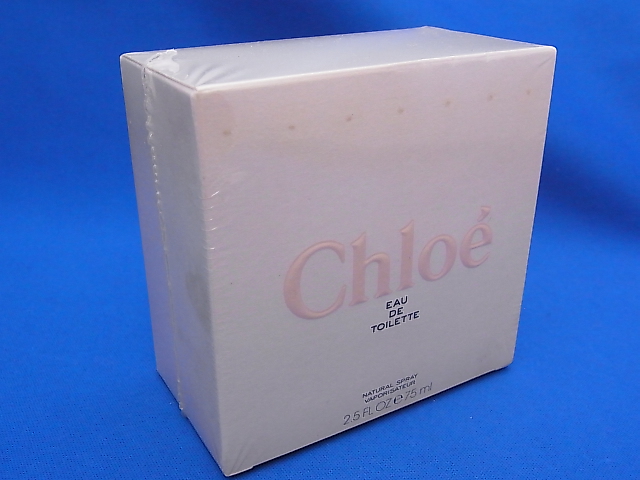 Chloé
EAU
DE
TOILETTE
NATURAL SPRAY
VAPORISATEUR
2.5 FL OZ e 75 ml